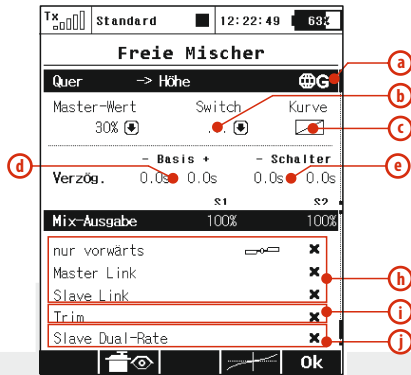 Tx Standard 12:22:49 63%
Freie Mischer
Quer -> Höhe G
a
Master-Wert Switch Kurve
b
30% ...
c
- Basis + - Schalter
d
Verzög. 0.0s 0.0s 0.0s 0.0s
e
S1 S2
Mix-Ausgabe 100% 100%
nur vorwärts ✖
Master Link ✖
h
Slave Link ✖
Trim ✖
i
Slave Dual-Rate ✖
j
Ok